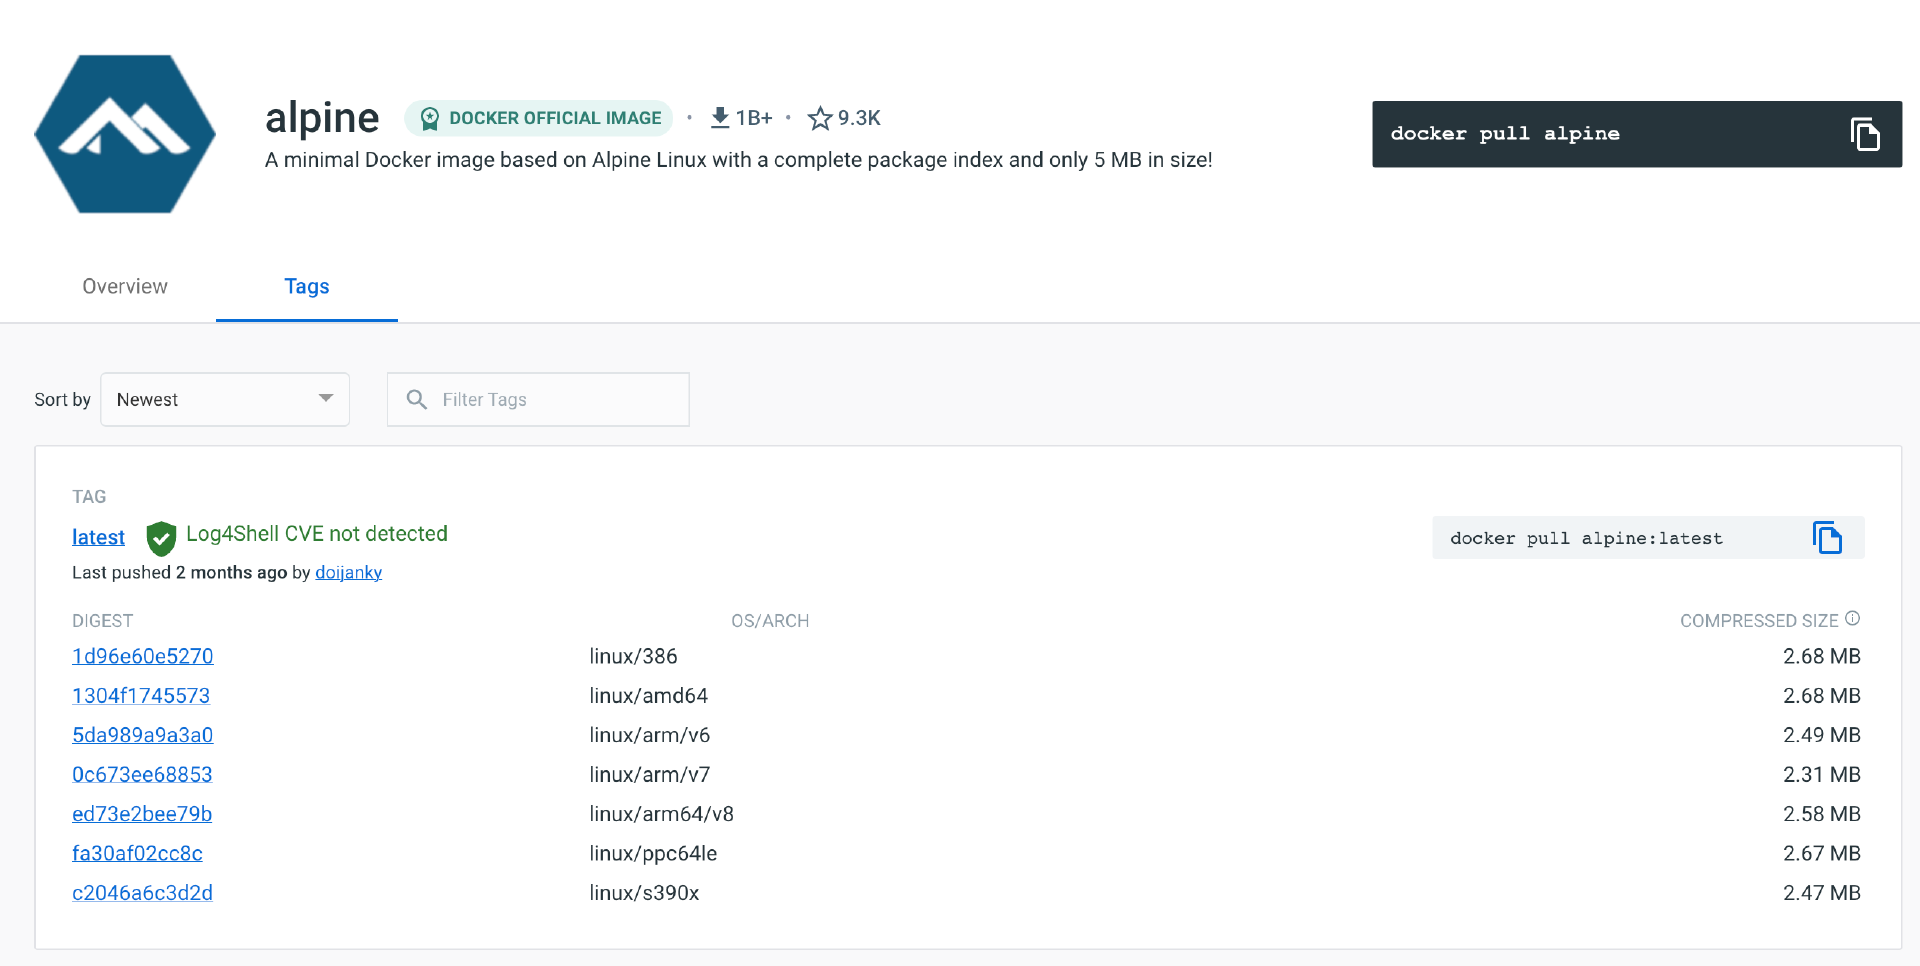 alpine DOCKER OFFICIAL IMAGE · 1B+ · 9.3K
A minimal Docker image based on Alpine Linux with a complete package index and only 5 MB in size!
docker pull alpine
Overview Tags
Sort by Newest Filter Tags
TAG
latest Log4Shell CVE not detected
docker pull alpine:latest
Last pushed 2 months ago by doijanky
DIGEST OS/ARCH COMPRESSED SIZE
1d96e60e5270 linux/386 2.68 MB
1304f1745573 linux/amd64 2.68 MB
5da989a9a3a0 linux/arm/v6 2.49 MB
0c673ee68853 linux/arm/v7 2.31 MB
ed73e2bee79b linux/arm64/v8 2.58 MB
fa30af02cc8c linux/ppc64le 2.67 MB
c2046a6c3d2d linux/s390x 2.47 MB